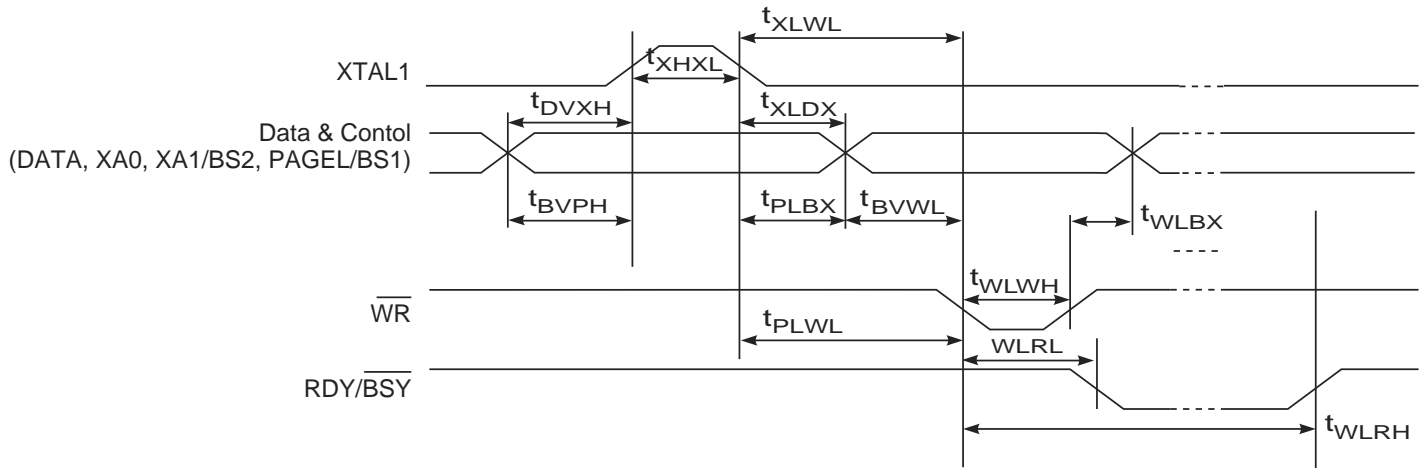 tXLWL
XTAL1
tXHXL
tDVXH
tXLDX
Data & Contol
(DATA, XA0, XA1/BS2, PAGEL/BS1)
tBVPH
tPLBX
tBVWL
tWLBX
tWLWH
WR
tPLWL
WLRL
RDY/BSY
tWLRH